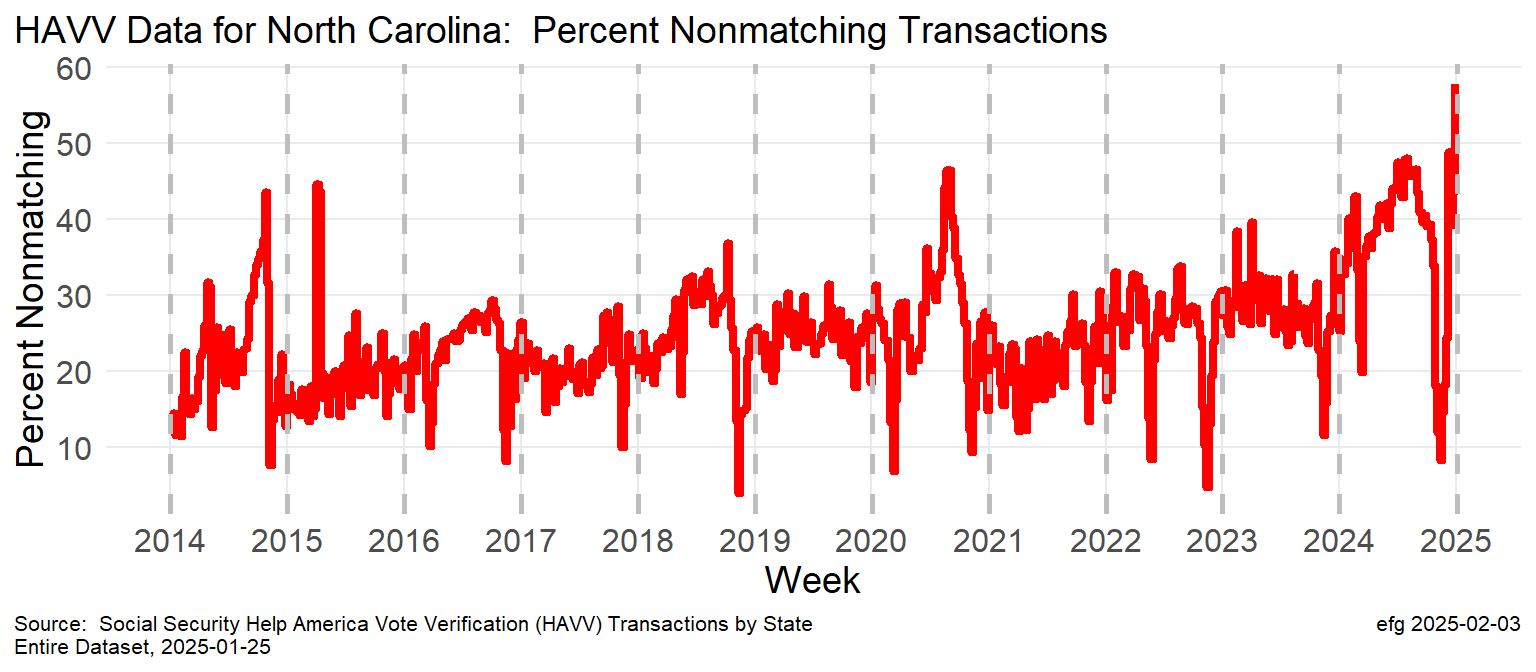 HAVV Data for North Carolina:  Percent Nonmatching Transactions
Percent Nonmatching
60
50
40
30
20
10
2014 2015 2016 2017 2018 2019 2020 2021 2022 2023 2024 2025
Week
Source:  Social Security Help America Vote Verification (HAVV) Transactions by State
Entire Dataset, 2025-01-25
efg 2025-02-03